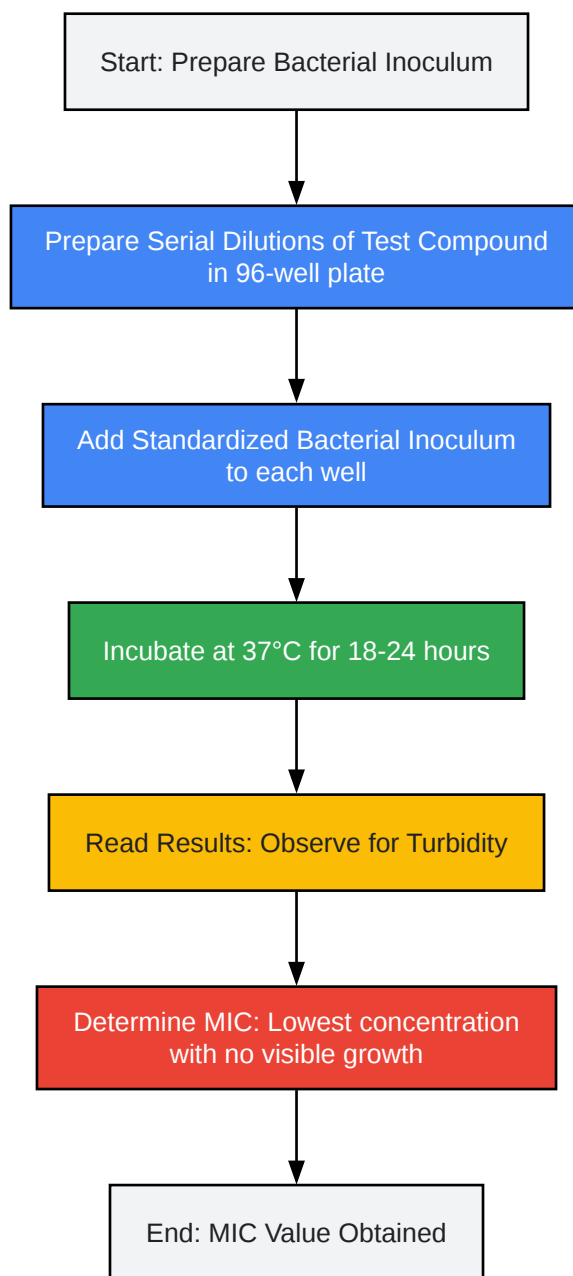 Start: Prepare Bacterial Inoculum
Prepare Serial Dilutions of Test Compound
in 96-well plate
Add Standardized Bacterial Inoculum
to each well
Incubate at 37°C for 18-24 hours
Read Results: Observe for Turbidity
Determine MIC: Lowest concentration
with no visible growth
End: MIC Value Obtained